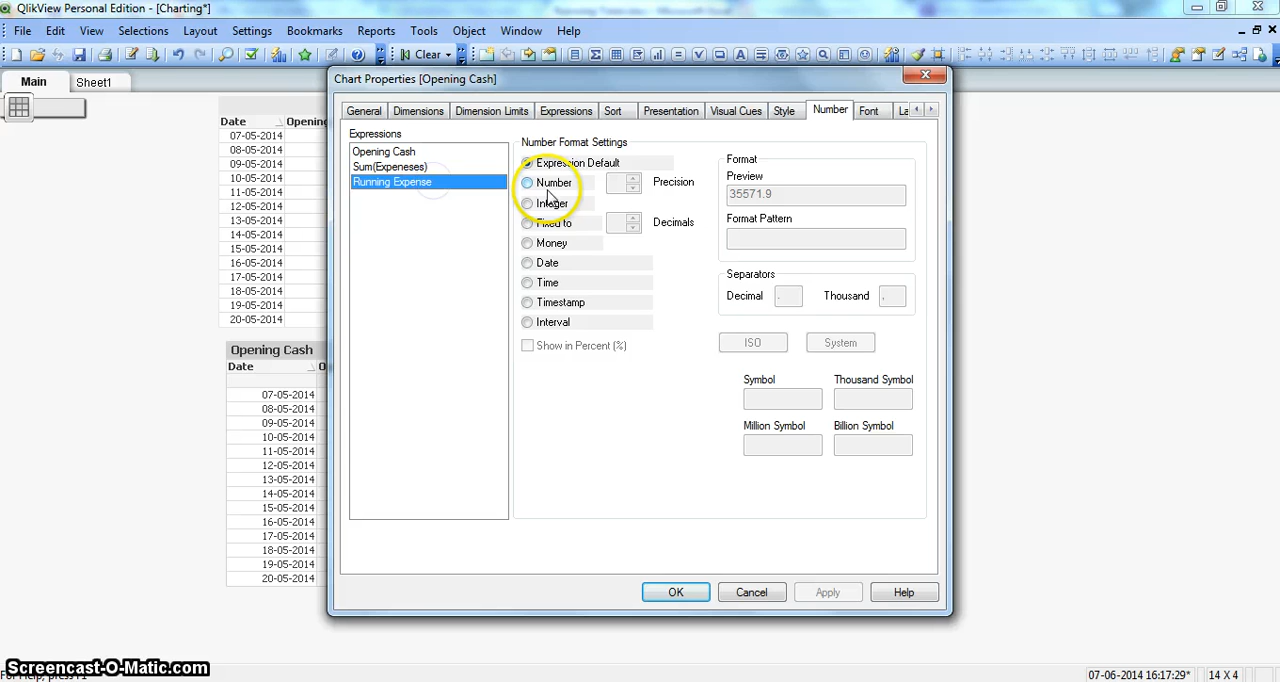 QlikView Personal Edition - [Charting*]
File Edit View Selections Layout Settings Bookmarks Reports Tools Object Window Help
Clear
Main Sheet1
Date Opening
07-05-2014
08-05-2014
09-05-2014
10-05-2014
11-05-2014
12-05-2014
13-05-2014
14-05-2014
15-05-2014
16-05-2014
17-05-2014
18-05-2014
19-05-2014
20-05-2014
Opening Cash
Date O
07-05-2014
08-05-2014
09-05-2014
10-05-2014
11-05-2014
12-05-2014
13-05-2014
14-05-2014
15-05-2014
16-05-2014
17-05-2014
18-05-2014
19-05-2014
20-05-2014
Chart Properties [Opening Cash]
General Dimensions Dimension Limits Expressions Sort Presentation Visual Cues Style Number Font La
Expressions
Opening Cash
Sum(Expeneses)
Running Expense
Number Format Settings
Expression Default
Number Precision
Integer
Fixed to Decimals
Money
Date
Time
Timestamp
Interval
Show in Percent (%)
Format
Preview
35571.9
Format Pattern
Separators
Decimal . Thousand ,
ISO System
Symbol Thousand Symbol
Million Symbol Billion Symbol
OK Cancel Apply Help
Screencast-O-Matic.com
For Help, press F1
07-06-2014 16:17:29* 14 X 4